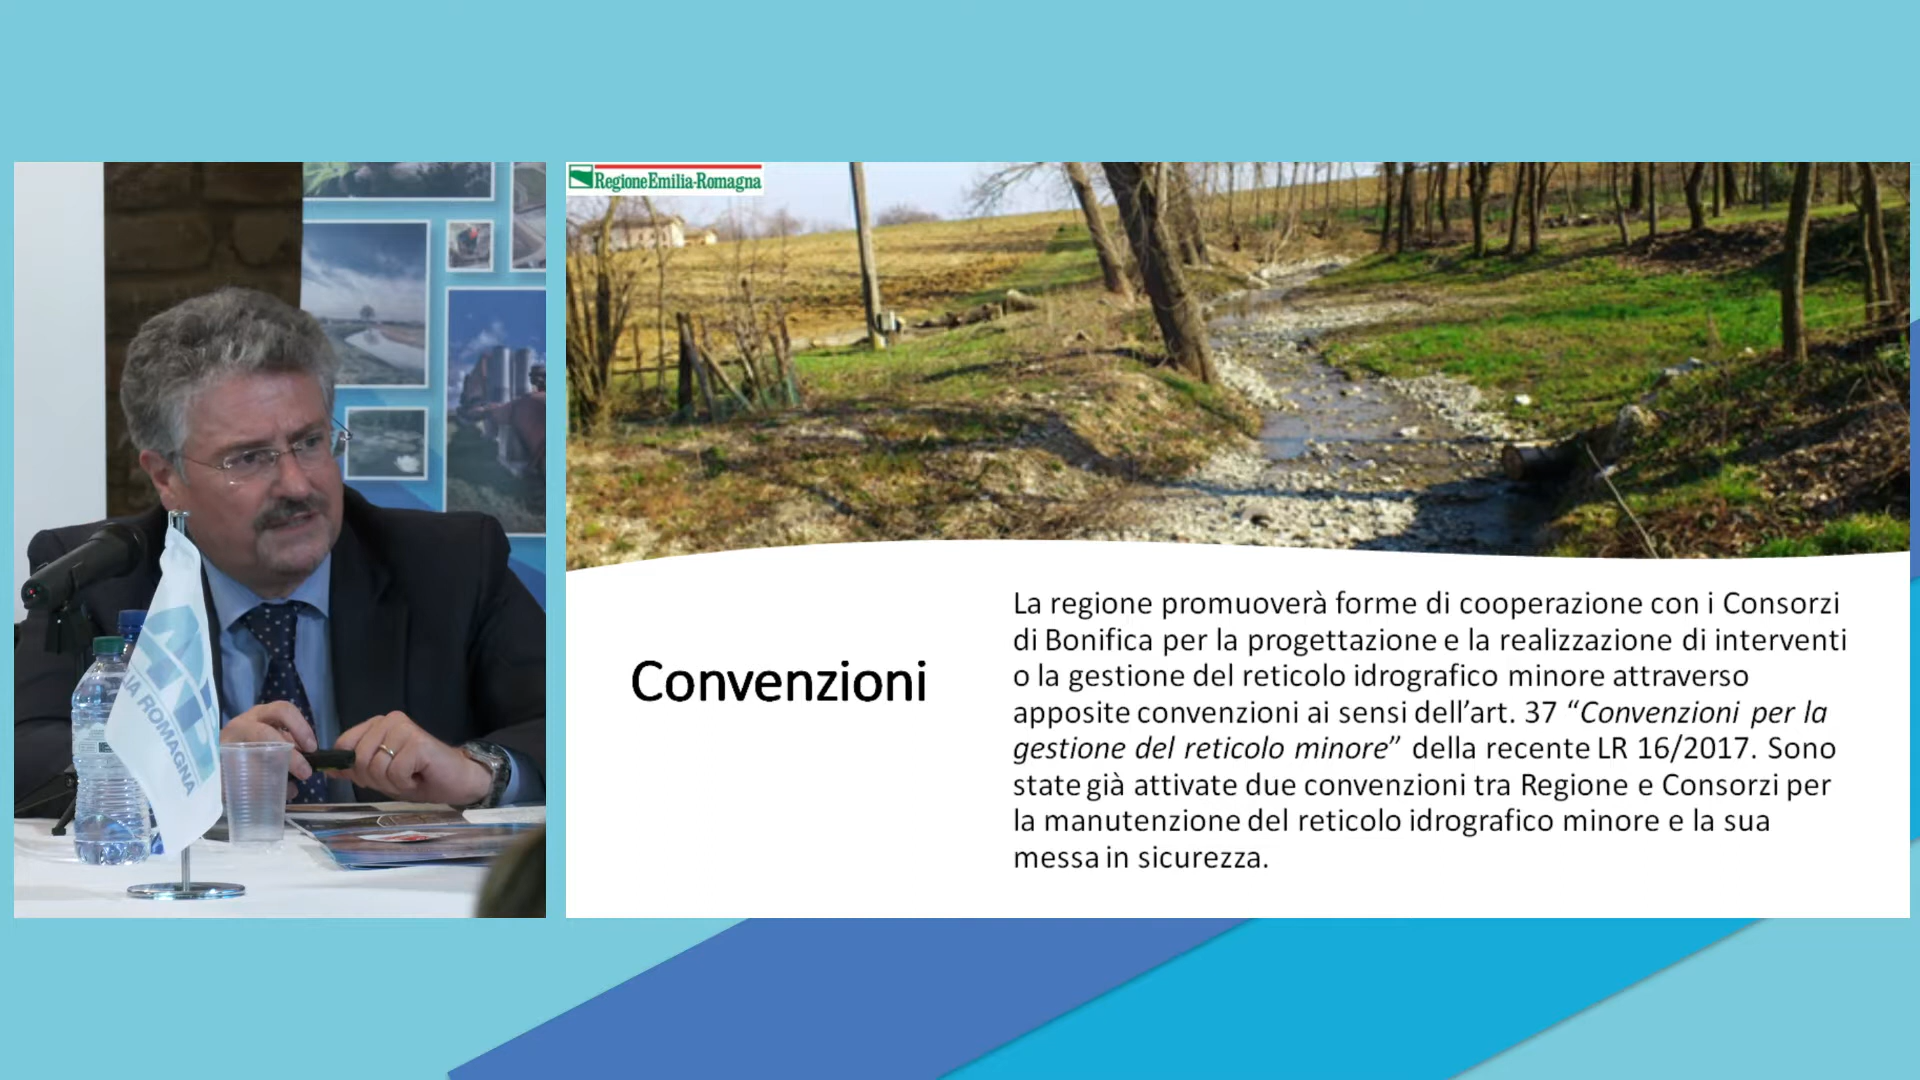 RegioneEmilia-Romagna
Convenzioni
La regione promuoverà forme di cooperazione con i Consorzi
di Bonifica per la progettazione e la realizzazione di interventi
o la gestione del reticolo idrografico minore attraverso
apposite convenzioni ai sensi dell’art. 37 “Convenzioni per la
gestione del reticolo minore” della recente LR 16/2017. Sono
state già attivate due convenzioni tra Regione e Consorzi per
la manutenzione del reticolo idrografico minore e la sua
messa in sicurezza.
ROMAGNA